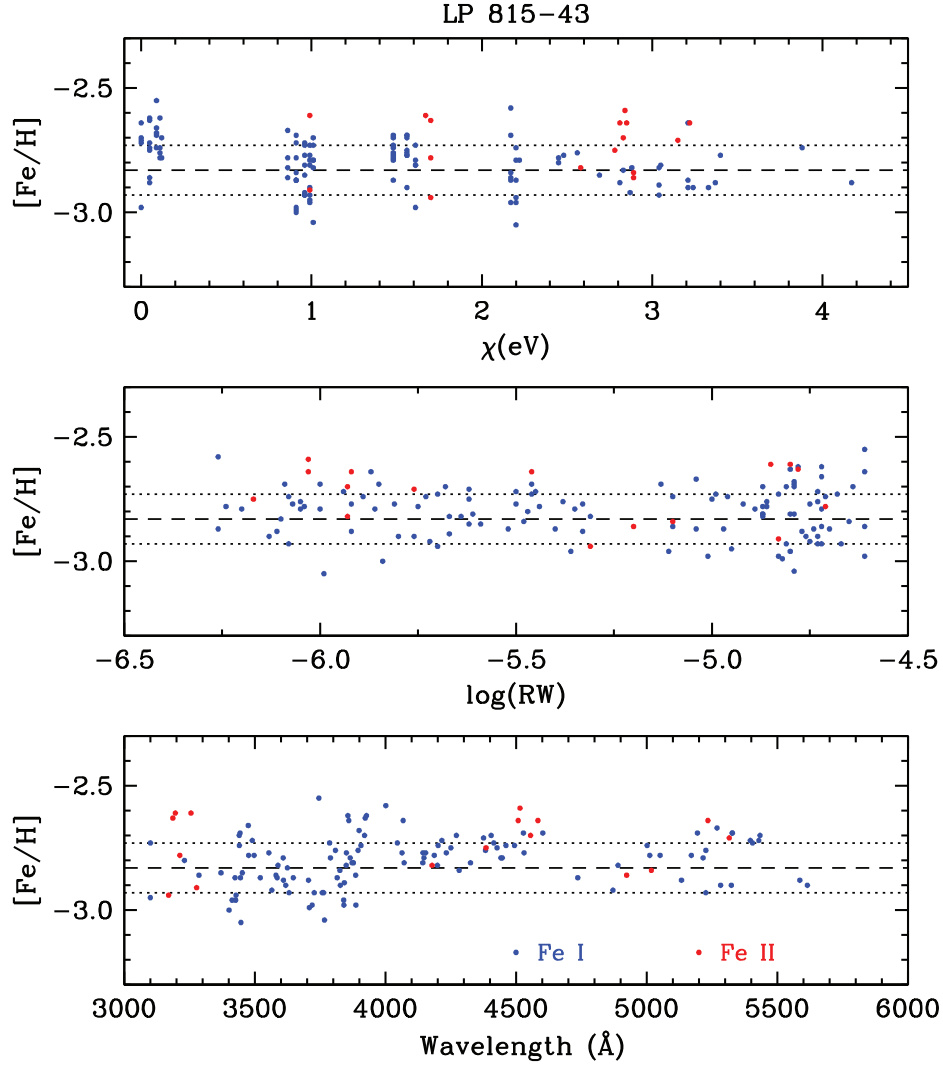 LP 815−43
−2.5
−3.0
[Fe/H]
0 1 2 3 4
χ(eV)
−2.5
−3.0
[Fe/H]
−6.5 −6.0 −5.5 −5.0 −4.5
log(RW)
−2.5
−3.0
[Fe/H]
Fe I Fe II
3000 3500 4000 4500 5000 5500 6000
Wavelength (Å)